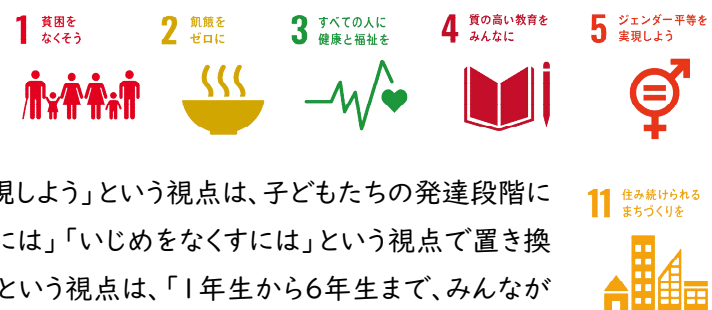 1 貧困を
なくそう
2 飢餓を
ゼロに
3 すべての人に
健康と福祉を
4 質の高い教育を
みんなに
5 ジェンダー平等を
実現しよう
現しよう」という視点は、子どもたちの発達段階に
には」「いじめをなくすには」という視点で置き換
という視点は、「1年生から6年生まで、みんなが
11 住み続けられる
まちづくりを